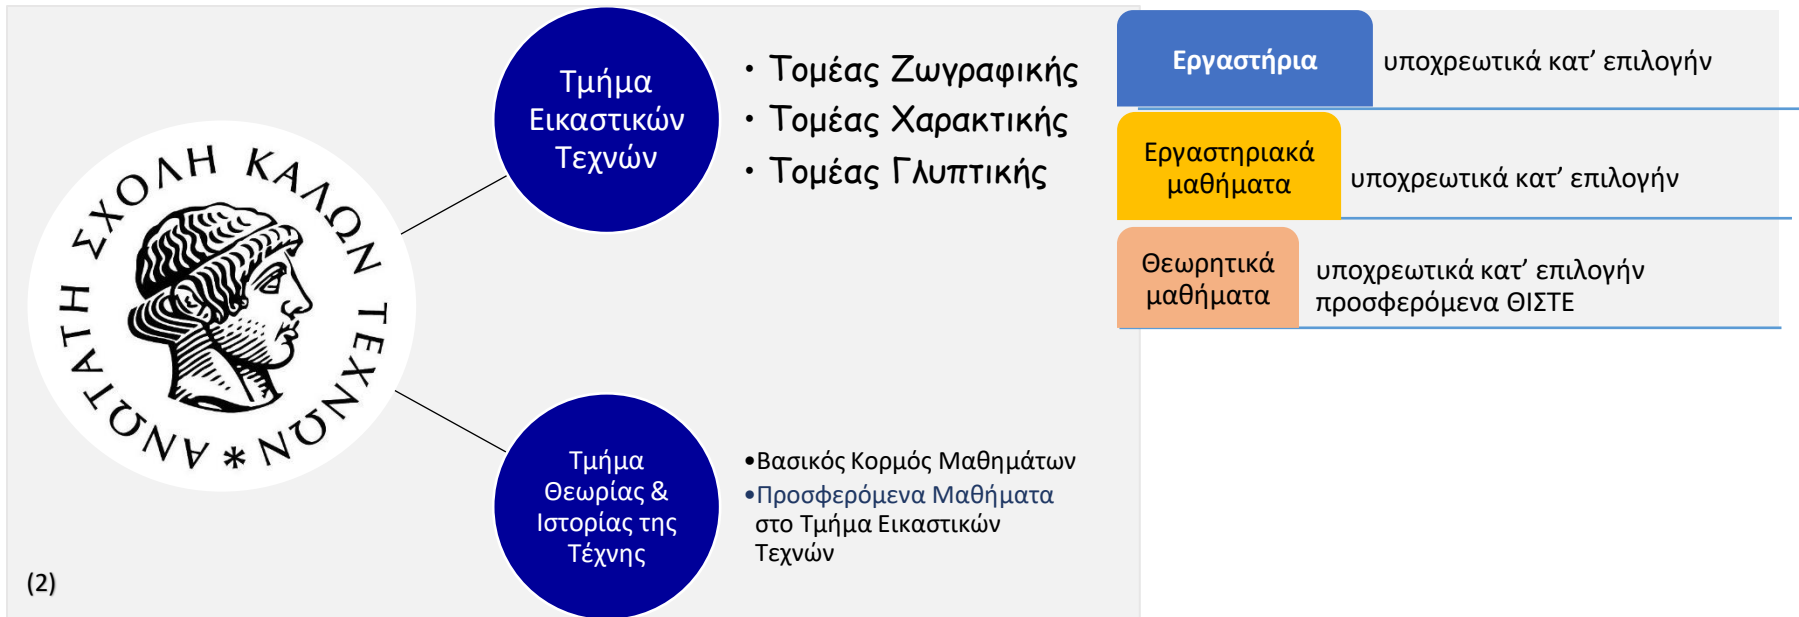 ΑΝΩΤΑΤΗ ΣΧΟΛΗ ΚΑΛΩΝ ΤΕΧΝΩΝ *
Τμήμα
Εικαστικών
Τεχνών
• Τομέας Ζωγραφικής
• Τομέας Χαρακτικής
• Τομέας Γλυπτικής
Εργαστήρια
υποχρεωτικά κατ’ επιλογήν
Εργαστηριακά
μαθήματα
υποχρεωτικά κατ’ επιλογήν
Θεωρητικά
μαθήματα
υποχρεωτικά κατ’ επιλογήν
προσφερόμενα ΘΙΣΤΕ
Τμήμα
Θεωρίας &
Ιστορίας της
Τέχνης
•Βασικός Κορμός Μαθημάτων
•Προσφερόμενα Μαθήματα
στο Τμήμα Εικαστικών
Τεχνών
(2)